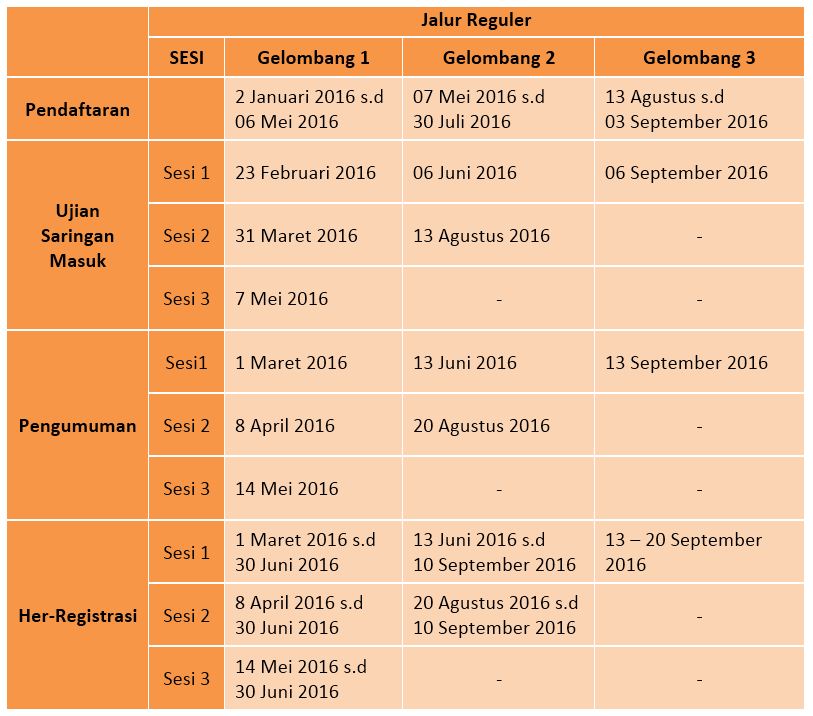 Jalur Reguler
SESI Gelombang 1 Gelombang 2 Gelombang 3
Pendaftaran
2 Januari 2016 s.d
06 Mei 2016
07 Mei 2016 s.d
30 Juli 2016
13 Agustus s.d
03 September 2016
Ujian
Saringan
Masuk
Sesi 1 23 Februari 2016 06 Juni 2016 06 September 2016
Sesi 2 31 Maret 2016 13 Agustus 2016 -
Sesi 3 7 Mei 2016 - -
Pengumuman
Sesi1 1 Maret 2016 13 Juni 2016 13 September 2016
Sesi 2 8 April 2016 20 Agustus 2016 -
Sesi 3 14 Mei 2016 - -
Her-Registrasi
Sesi 1
1 Maret 2016 s.d
30 Juni 2016
13 Juni 2016 s.d
10 September 2016
13 – 20 September
2016
Sesi 2
8 April 2016 s.d
30 Juni 2016
20 Agustus 2016 s.d
10 September 2016
-
Sesi 3
14 Mei 2016 s.d
30 Juni 2016
-
-